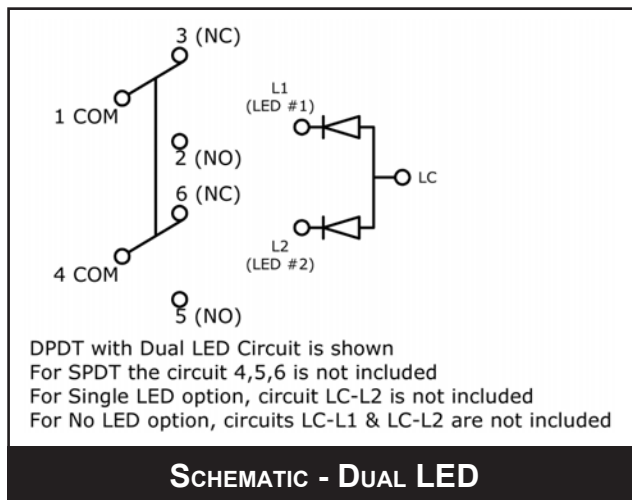 3 (NC)
1 COM
2 (NO)
6 (NC)
4 COM
5 (NO)
L1
(LED #1)
LC
L2
(LED #2)
DPDT with Dual LED Circuit is shown
For SPDT the circuit 4,5,6 is not included
For Single LED option, circuit LC-L2 is not included
For No LED option, circuits LC-L1 & LC-L2 are not included
SCHEMATIC - DUAL LED